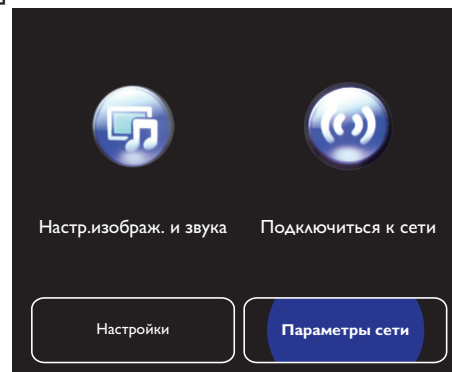 Настр.изображ. и звука
Подключиться к сети
Настройки
Параметры сети